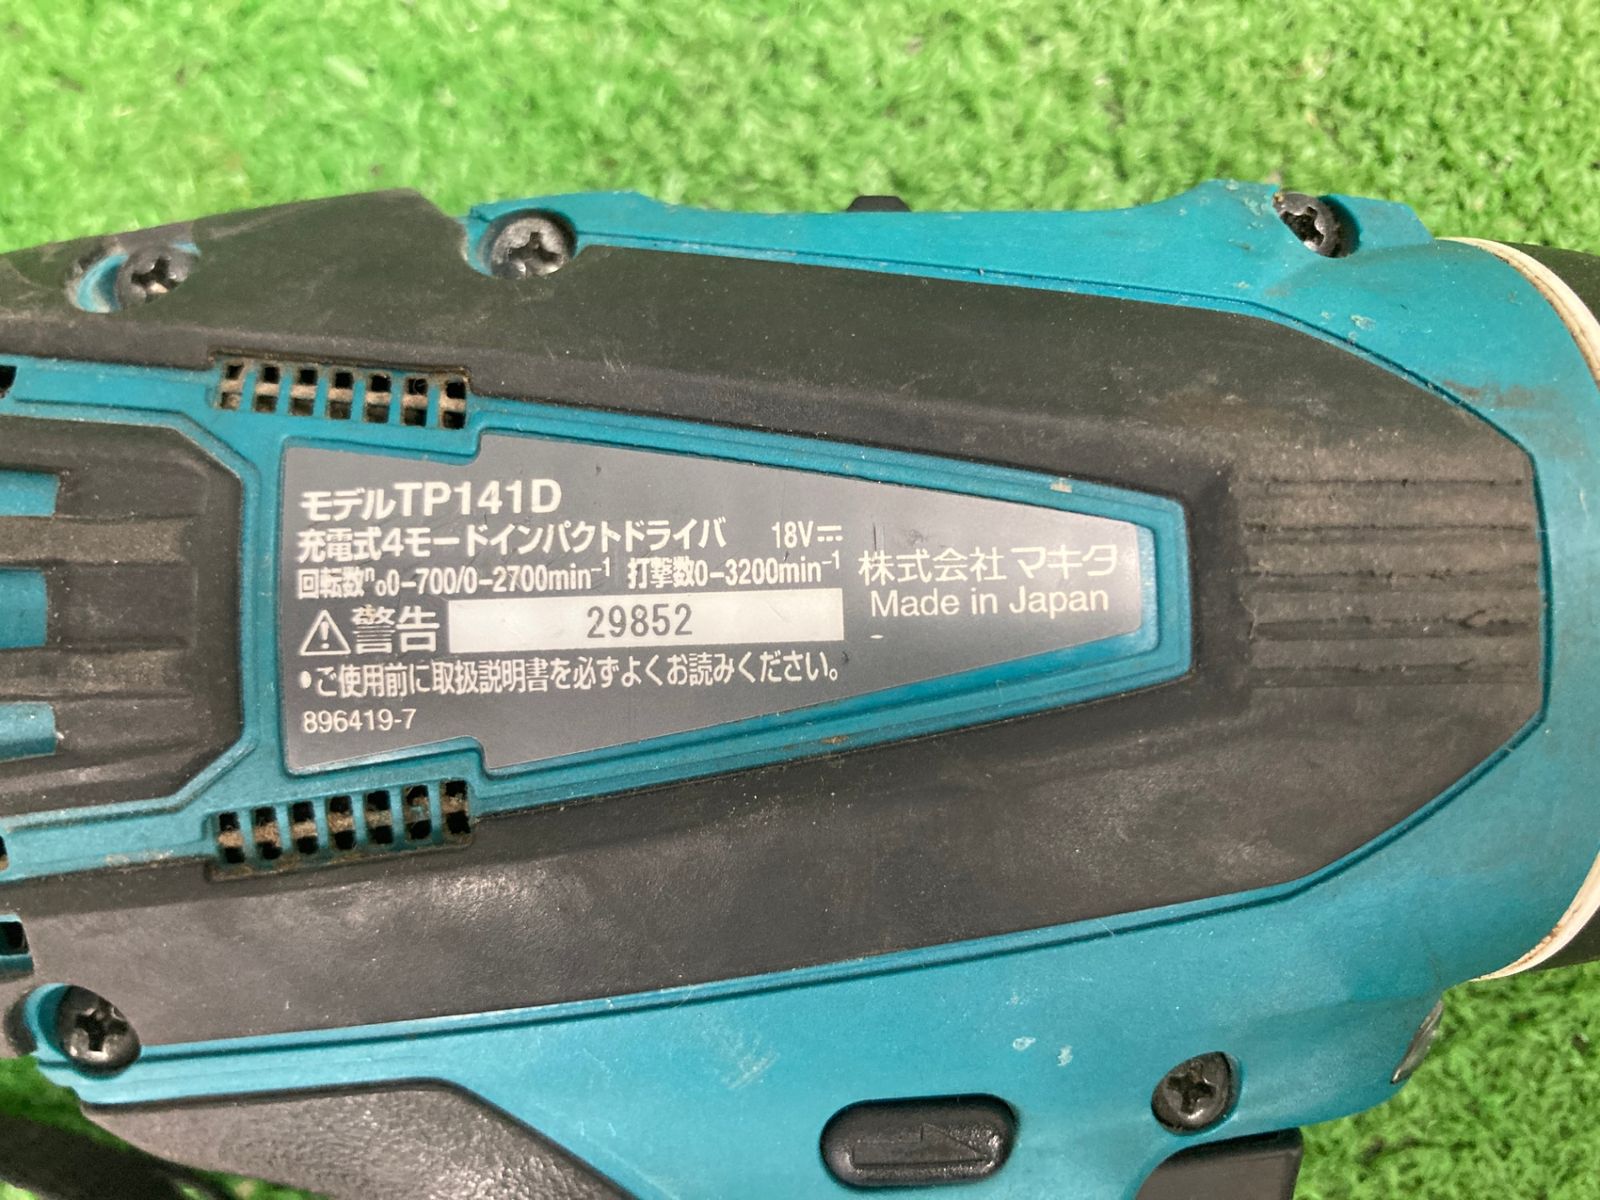 モデルTP141D
充電式4モードインパクトドライバ 18V⎓
回転数n₀0-700/0-2700min⁻¹ 打撃数0-3200min⁻¹
⚠警告 29852
•ご使用前に取扱説明書を必ずよくお読みください。
896419-7
株式会社マキタ
Made in Japan